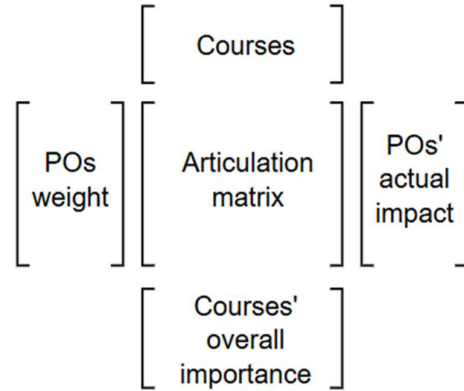 Courses
POs
weight
Articulation
matrix
POs'
actual
impact
Courses'
overall
importance